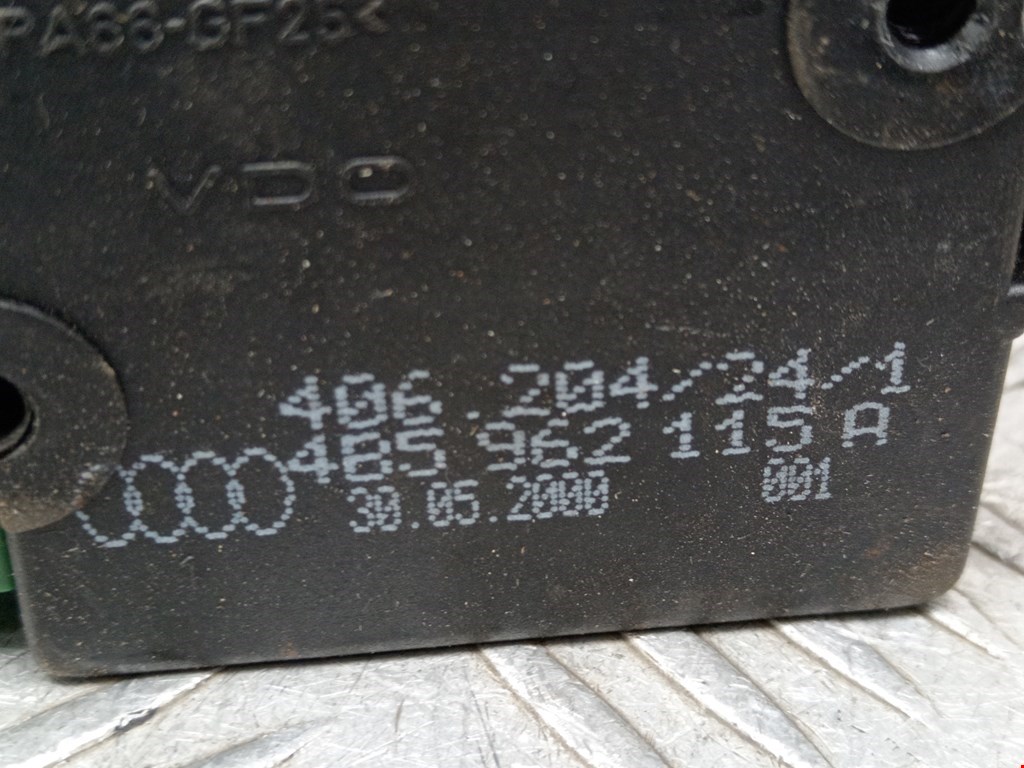 PA66-GF25<
VDO
406.204/24/1
4B5 962 115 A
30.05.2000 001